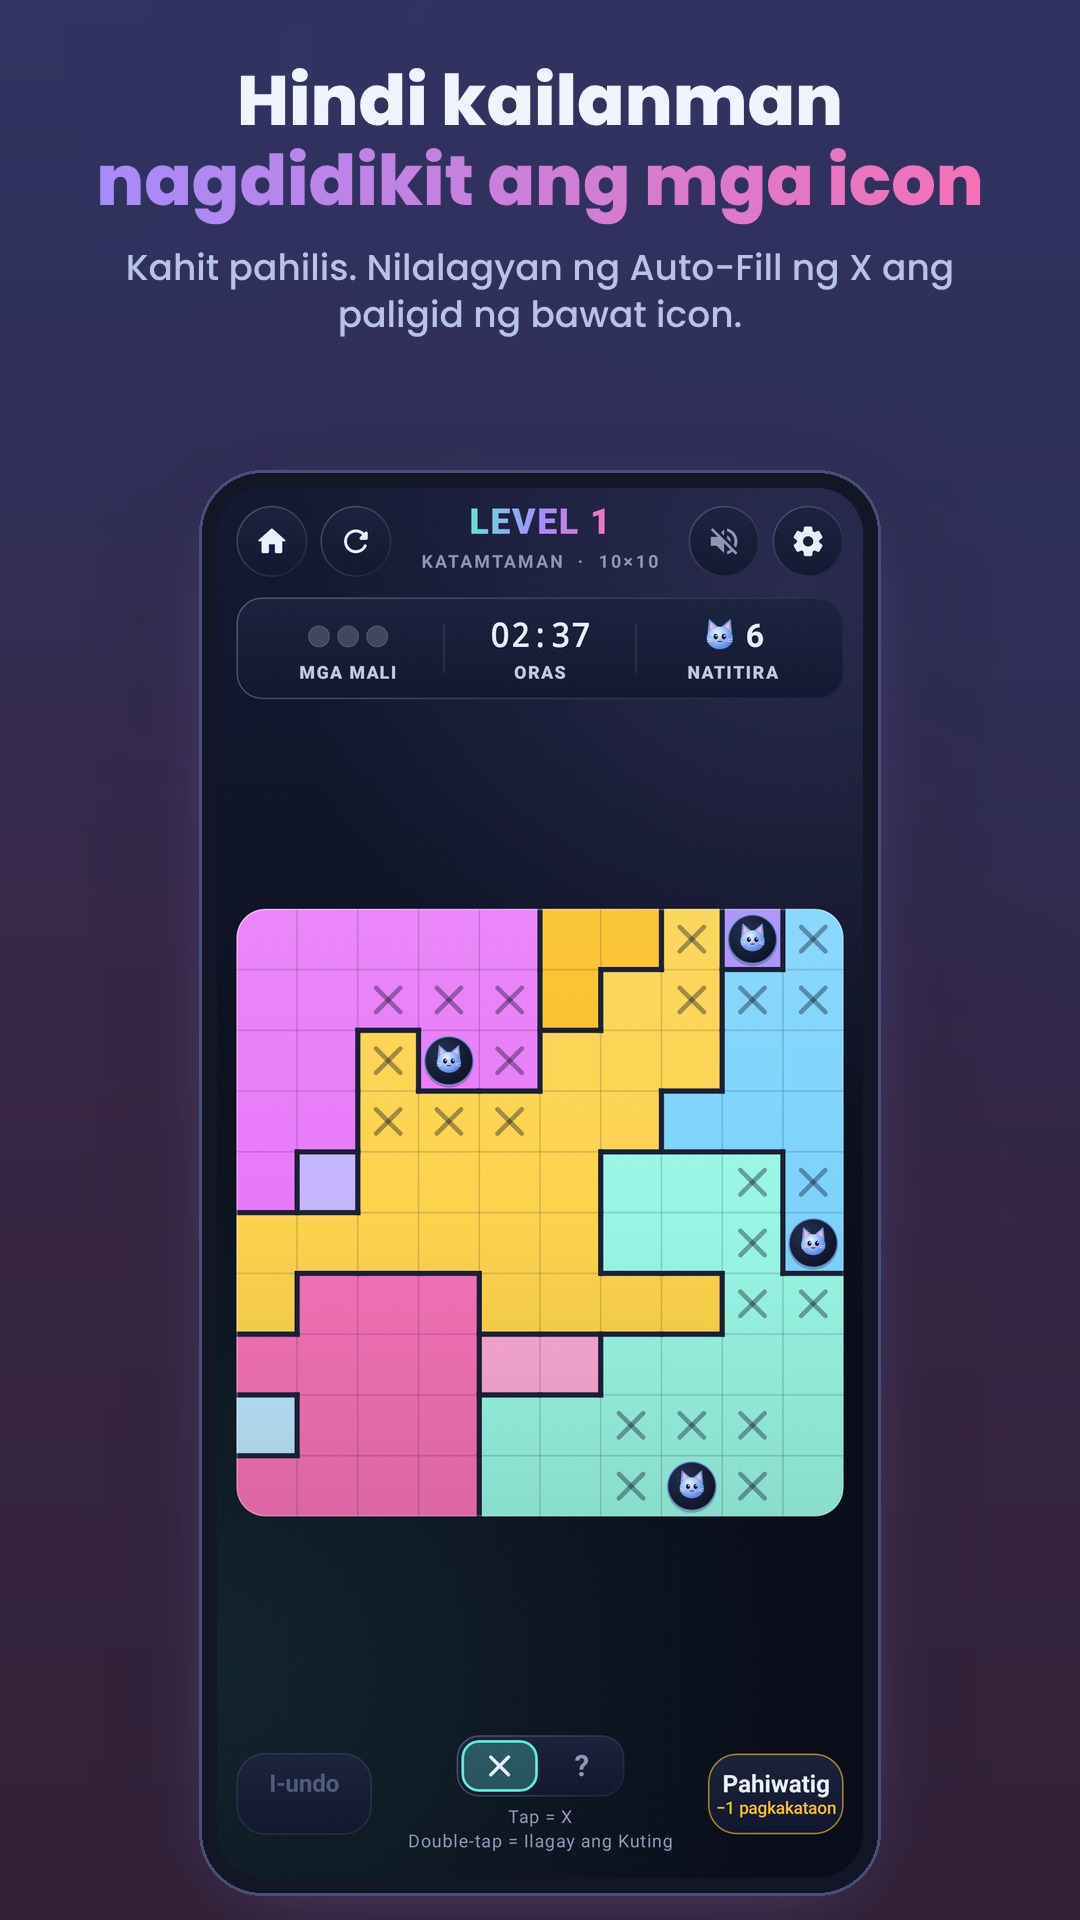 Hindi kailanman
nagdidikit ang mga icon
Kahit pahilis. Nilalagyan ng Auto-Fill ng X ang
paligid ng bawat icon.
LEVEL 1
KATAMTAMAN · 10×10
02:37
6
MGA MALI
ORAS
NATITIRA
I-undo
?
Pahiwatig
−1 pagkakataon
Tap = X
Double-tap = Ilagay ang Kuting